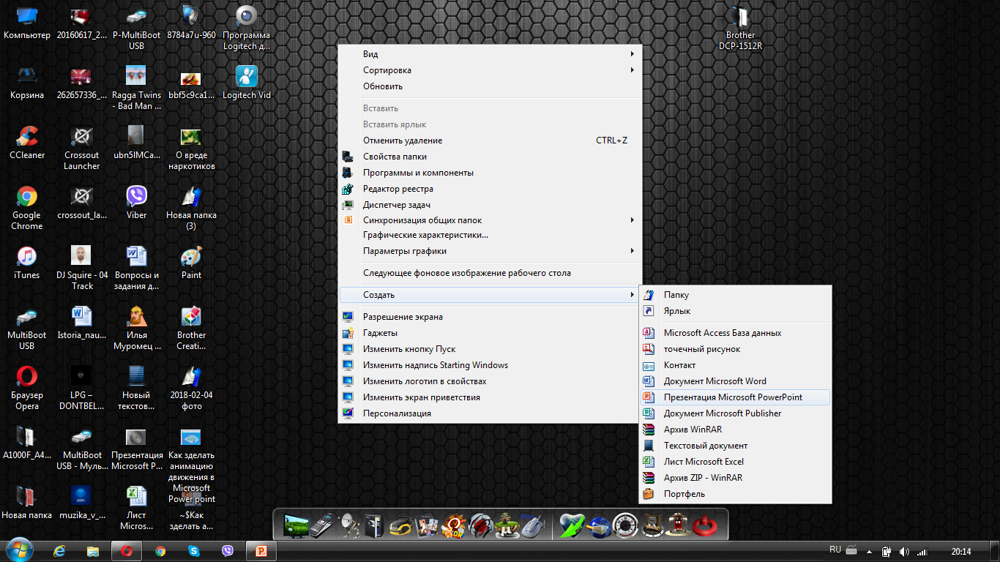 Компьютер
20160617_2...
P-MultiBoot
USB
8784a7u-960
Программа
Logitech д...
Brother
DCP-1512R
Корзина
262657336_...
Ragga Twins
- Bad Man ...
bbf5c9ca1...
Logitech Vid
CCleaner
Crossout
Launcher
ubn5IMCa...
О вреде
наркотиков
Google
Chrome
crossout_la...
Viber
Новая папка
(3)
iTunes
DJ Squire - 04
Track
Вопросы и
задания д...
Paint
MultiBoot
USB
Istoria_nau...
Илья
Муромец ...
Brother
Creati...
Браузер
Opera
LPG –
DONTBEL...
Новый
текстов...
2018-02-04
фото
A1000F_A4...
MultiBoot
USB - Муль...
Презентация
Microsoft P...
Как зделать
анимацию
движения в
Microsoft
Power point
Новая папка
muzika_v_...
Лист
Micros...
~$Как
зделать а...
Вид
Сортировка
Обновить
Вставить
Вставить ярлык
Отменить удаление CTRL+Z
Свойства папки
Программы и компоненты
Редактор реестра
Диспетчер задач
Синхронизация общих папок
Графические характеристики...
Параметры графики
Следующее фоновое изображение рабочего стола
Создать
Разрешение экрана
Гаджеты
Изменить кнопку Пуск
Изменить надпись Starting Windows
Изменить логотип в свойствах
Изменить экран приветствия
Персонализация
Папку
Ярлык
Microsoft Access База данных
точечный рисунок
Контакт
Документ Microsoft Word
Презентация Microsoft PowerPoint
Документ Microsoft Publisher
Архив WinRAR
Текстовый документ
Лист Microsoft Excel
Архив ZIP - WinRAR
Портфель
RU
20:14